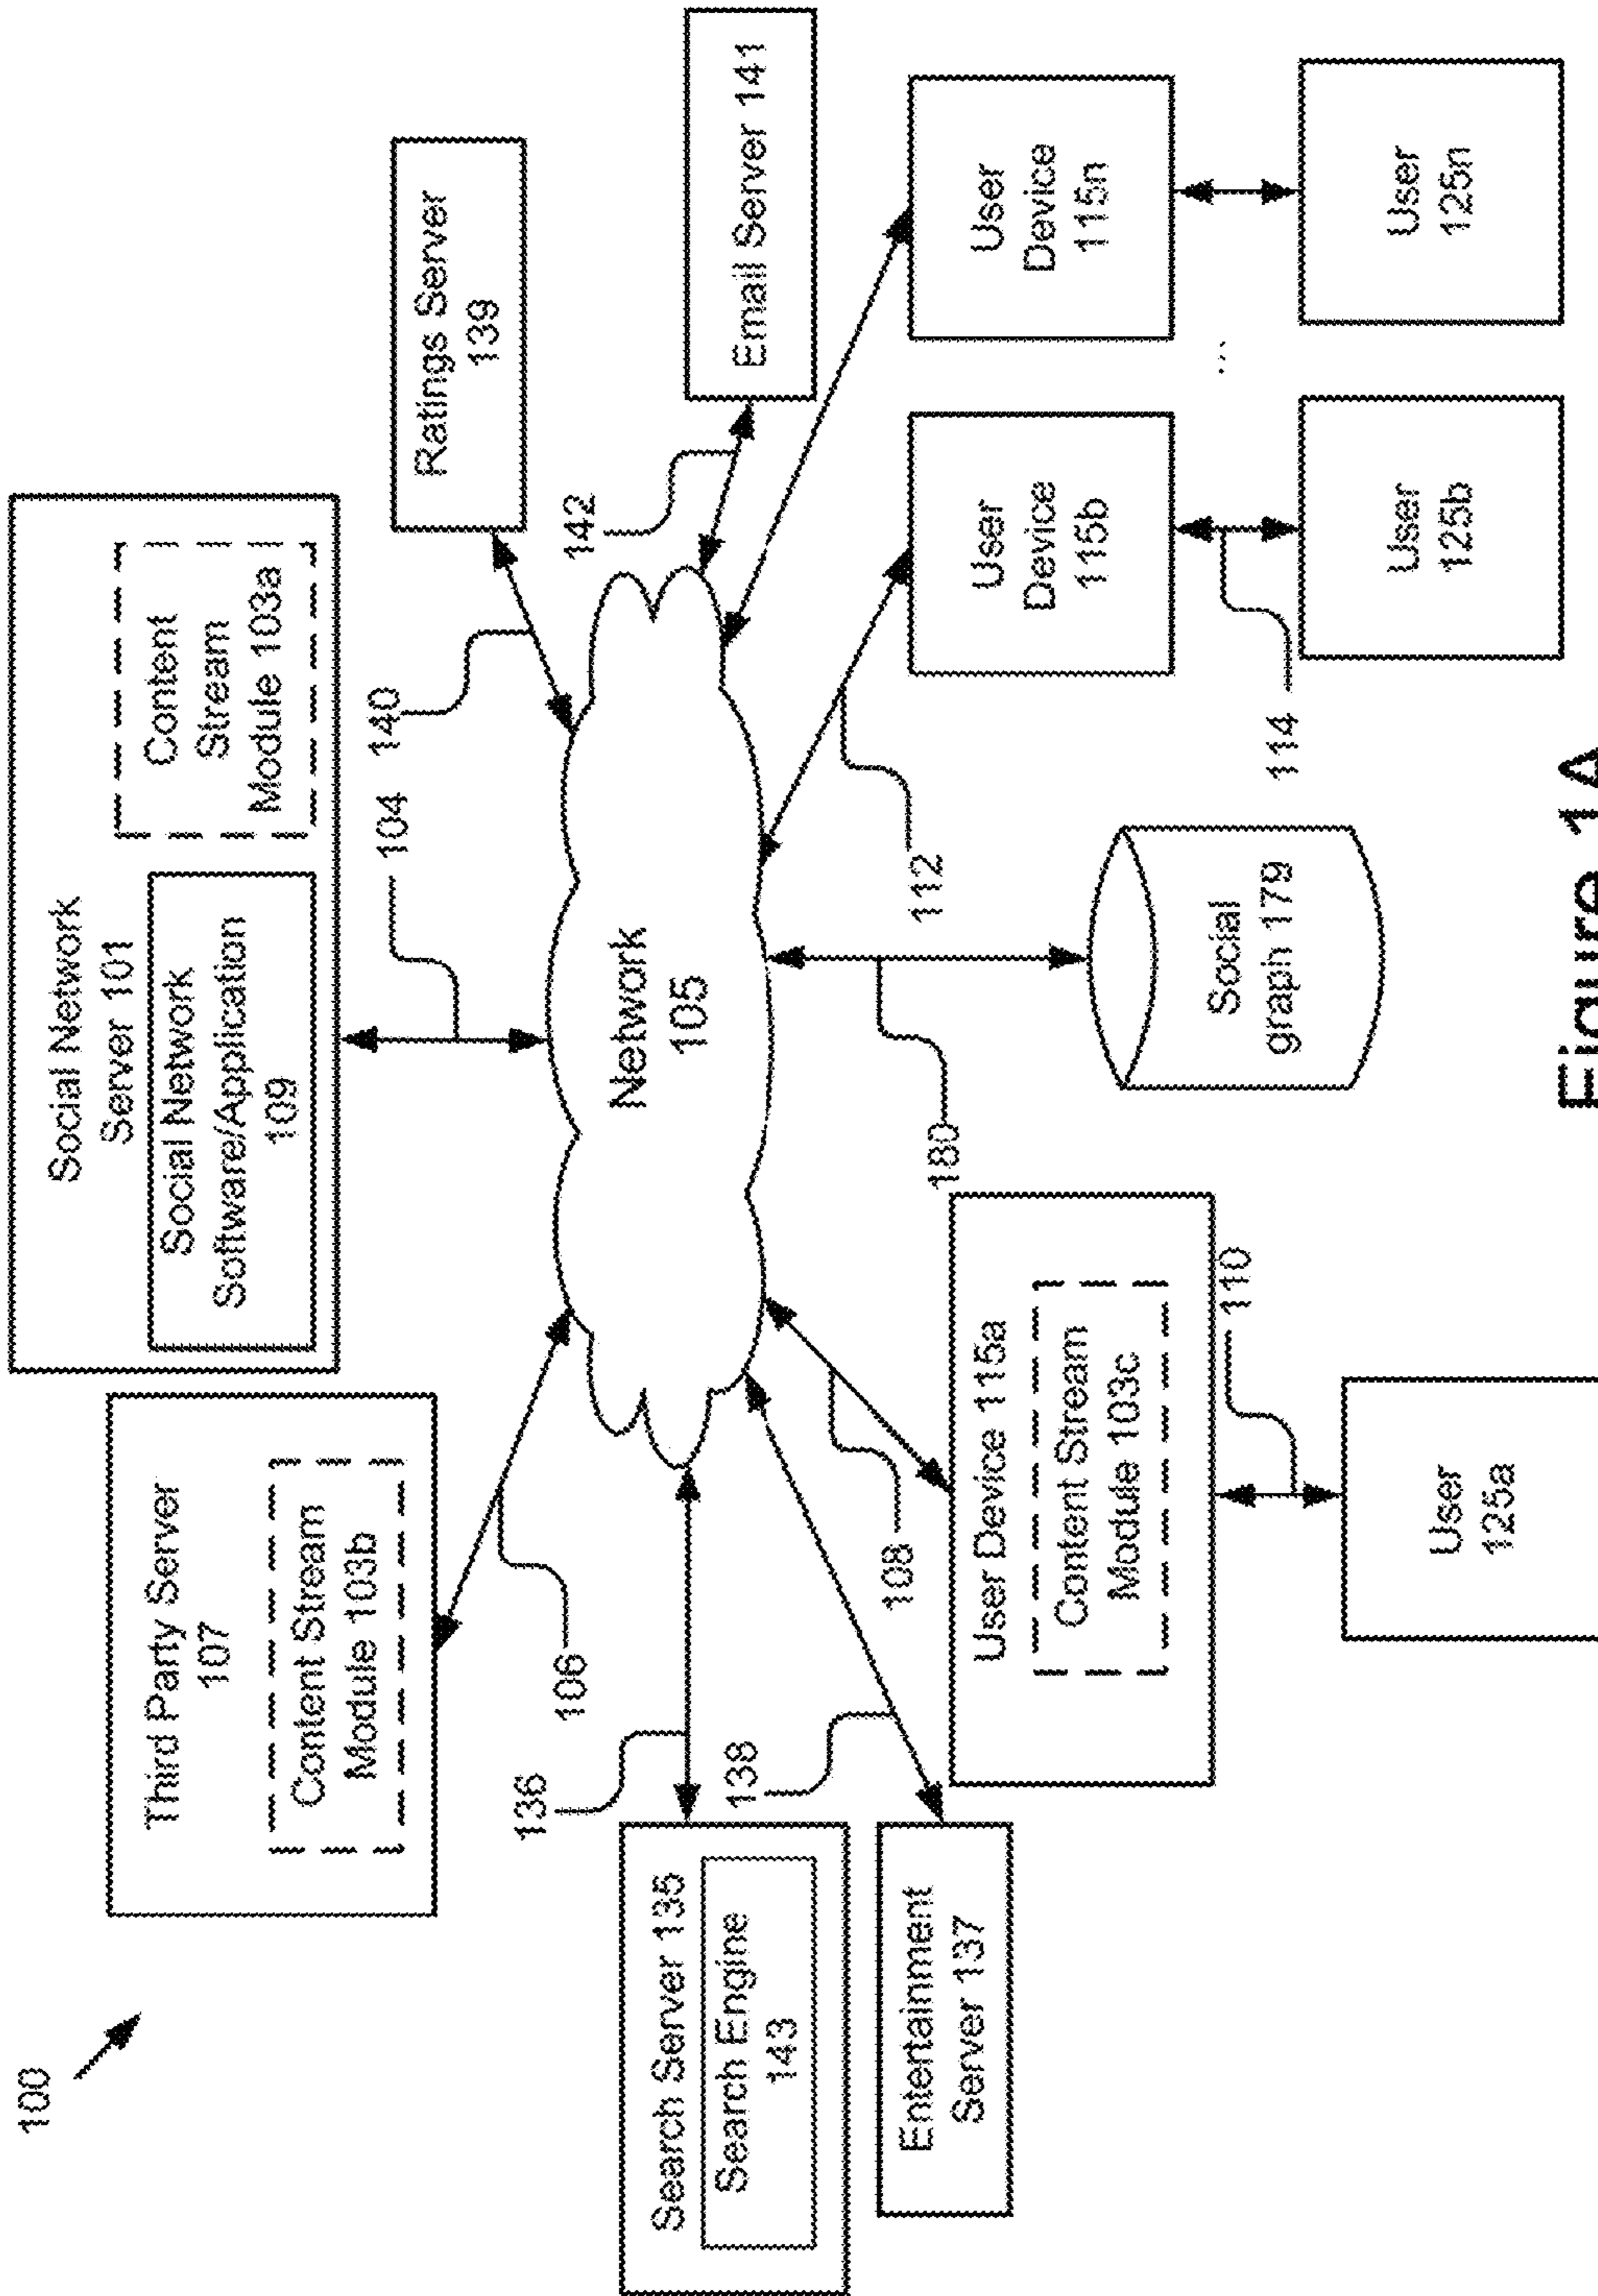 100
Social Network
Server 101
Social Network
Software/Application
109
Content
Stream
Module 103a
Third Party Server
107
Content Stream
Module 103b
Ratings Server
139
104
140
106
136
142
Email Server 141
Search Server 135
Search Engine
143
Network
105
138
108
Entertainment
Server 137
User Device 115a
Content Stream
Module 103c
180
112
User
Device
115b
User
Device
115n
...
110
Social
graph 179
114
User
125a
User
125b
User
125n
Figure 1A